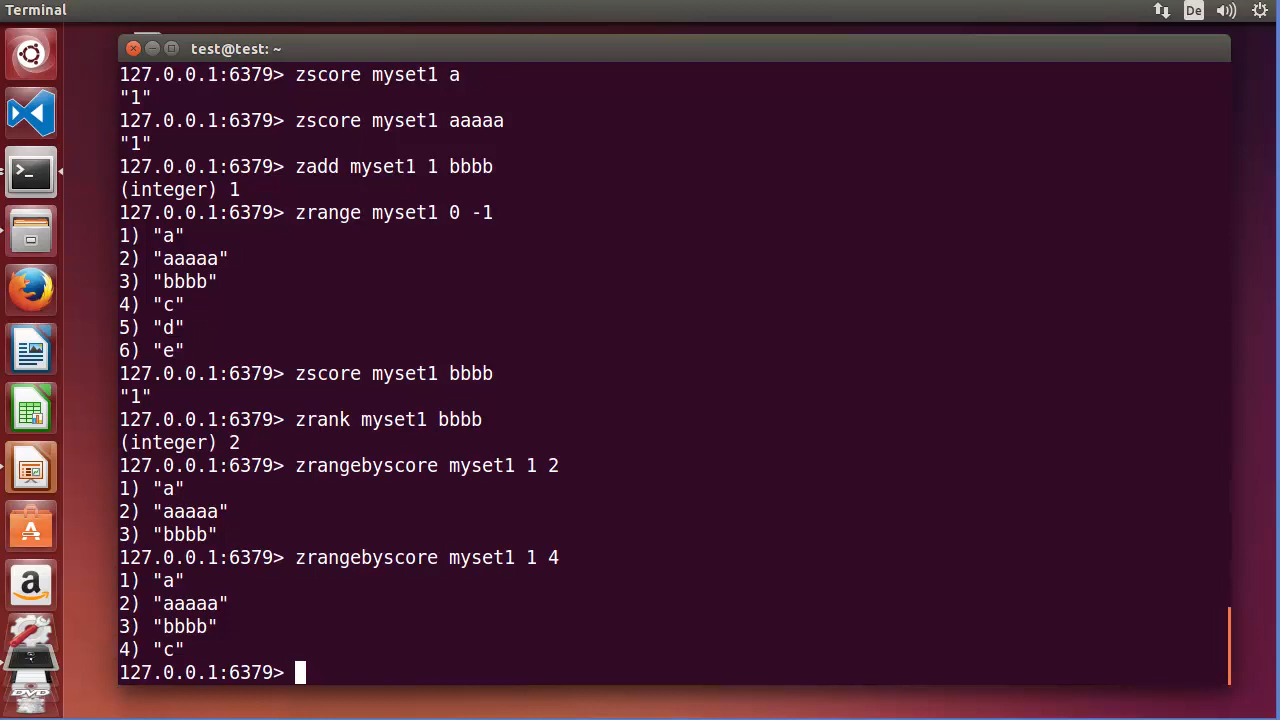 Terminal
De
test@test: ~
127.0.0.1:6379> zscore myset1 a
"1"
127.0.0.1:6379> zscore myset1 aaaaa
"1"
127.0.0.1:6379> zadd myset1 1 bbbb
(integer) 1
127.0.0.1:6379> zrange myset1 0 -1
1) "a"
2) "aaaaa"
3) "bbbb"
4) "c"
5) "d"
6) "e"
127.0.0.1:6379> zscore myset1 bbbb
"1"
127.0.0.1:6379> zrank myset1 bbbb
(integer) 2
127.0.0.1:6379> zrangebyscore myset1 1 2
1) "a"
2) "aaaaa"
3) "bbbb"
127.0.0.1:6379> zrangebyscore myset1 1 4
1) "a"
2) "aaaaa"
3) "bbbb"
4) "c"
127.0.0.1:6379>